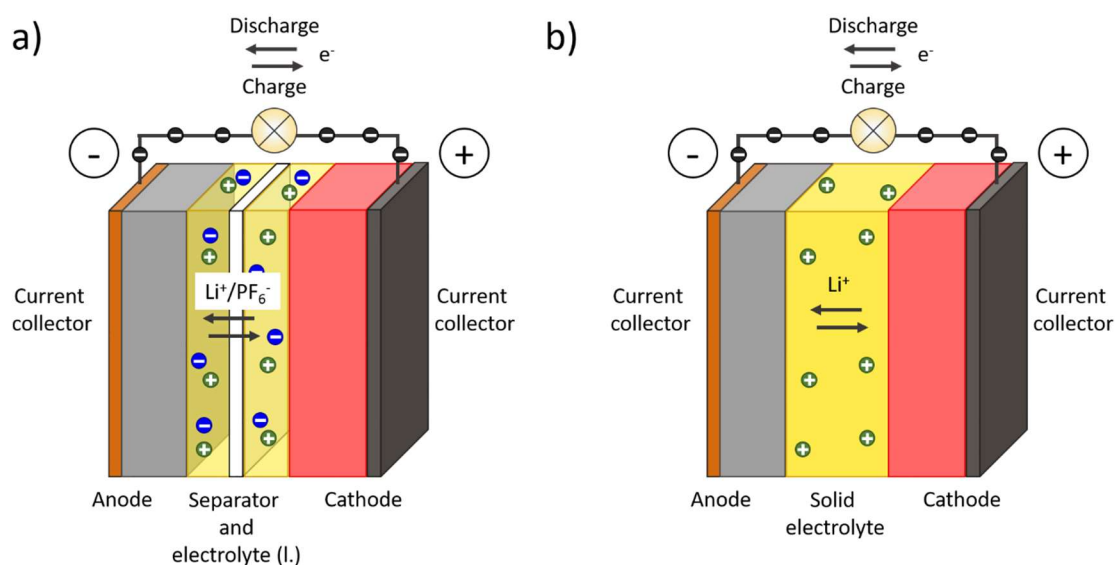 a)
Discharge
e⁻
Charge
-
+
Li⁺/PF₆⁻
Current
collector
Current
collector
Anode
Separator
and
electrolyte (l.)
Cathode
b)
Discharge
e⁻
Charge
-
+
Li⁺
Current
collector
Current
collector
Anode
Solid
electrolyte
Cathode